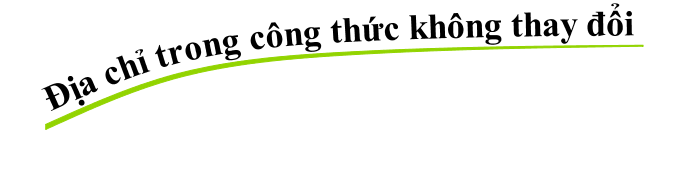 Địa chỉ trong công thức không thay đổi